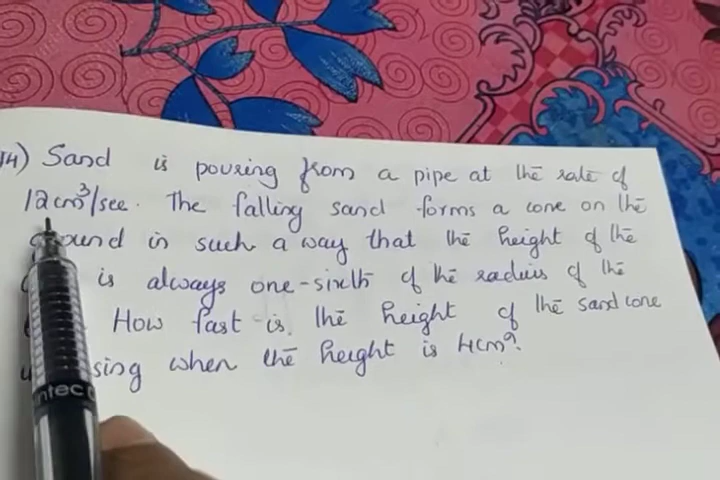 14) Sand is pouring from a pipe at the rate of
12cm³/sec. The falling sand forms a cone on the
ground in such a way that the height of the
is always one-sixth of the radius of the
How fast is the height of the sand cone
sing when the height is 4cm?
ntec